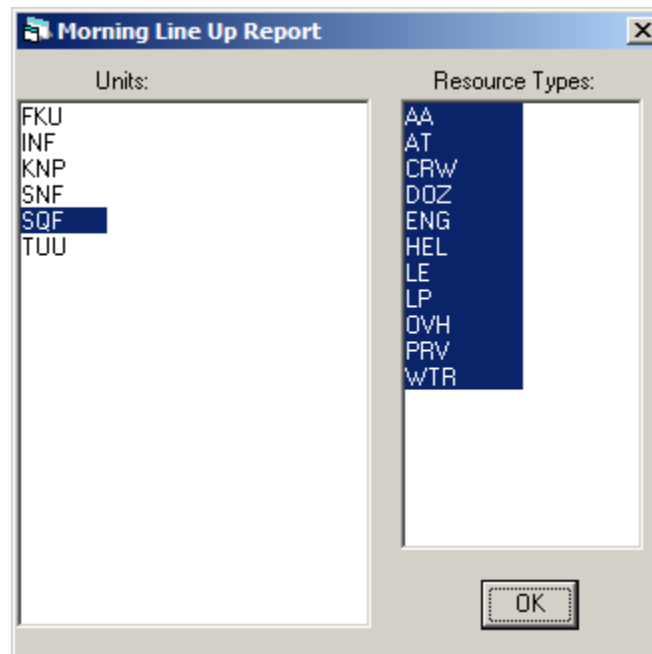 Morning Line Up Report
Units:
FKU
INF
KNP
SNF
SQF
TUU
Resource Types:
AA
AT
CRW
DOZ
ENG
HEL
LE
LP
OVH
PRV
WTR
OK